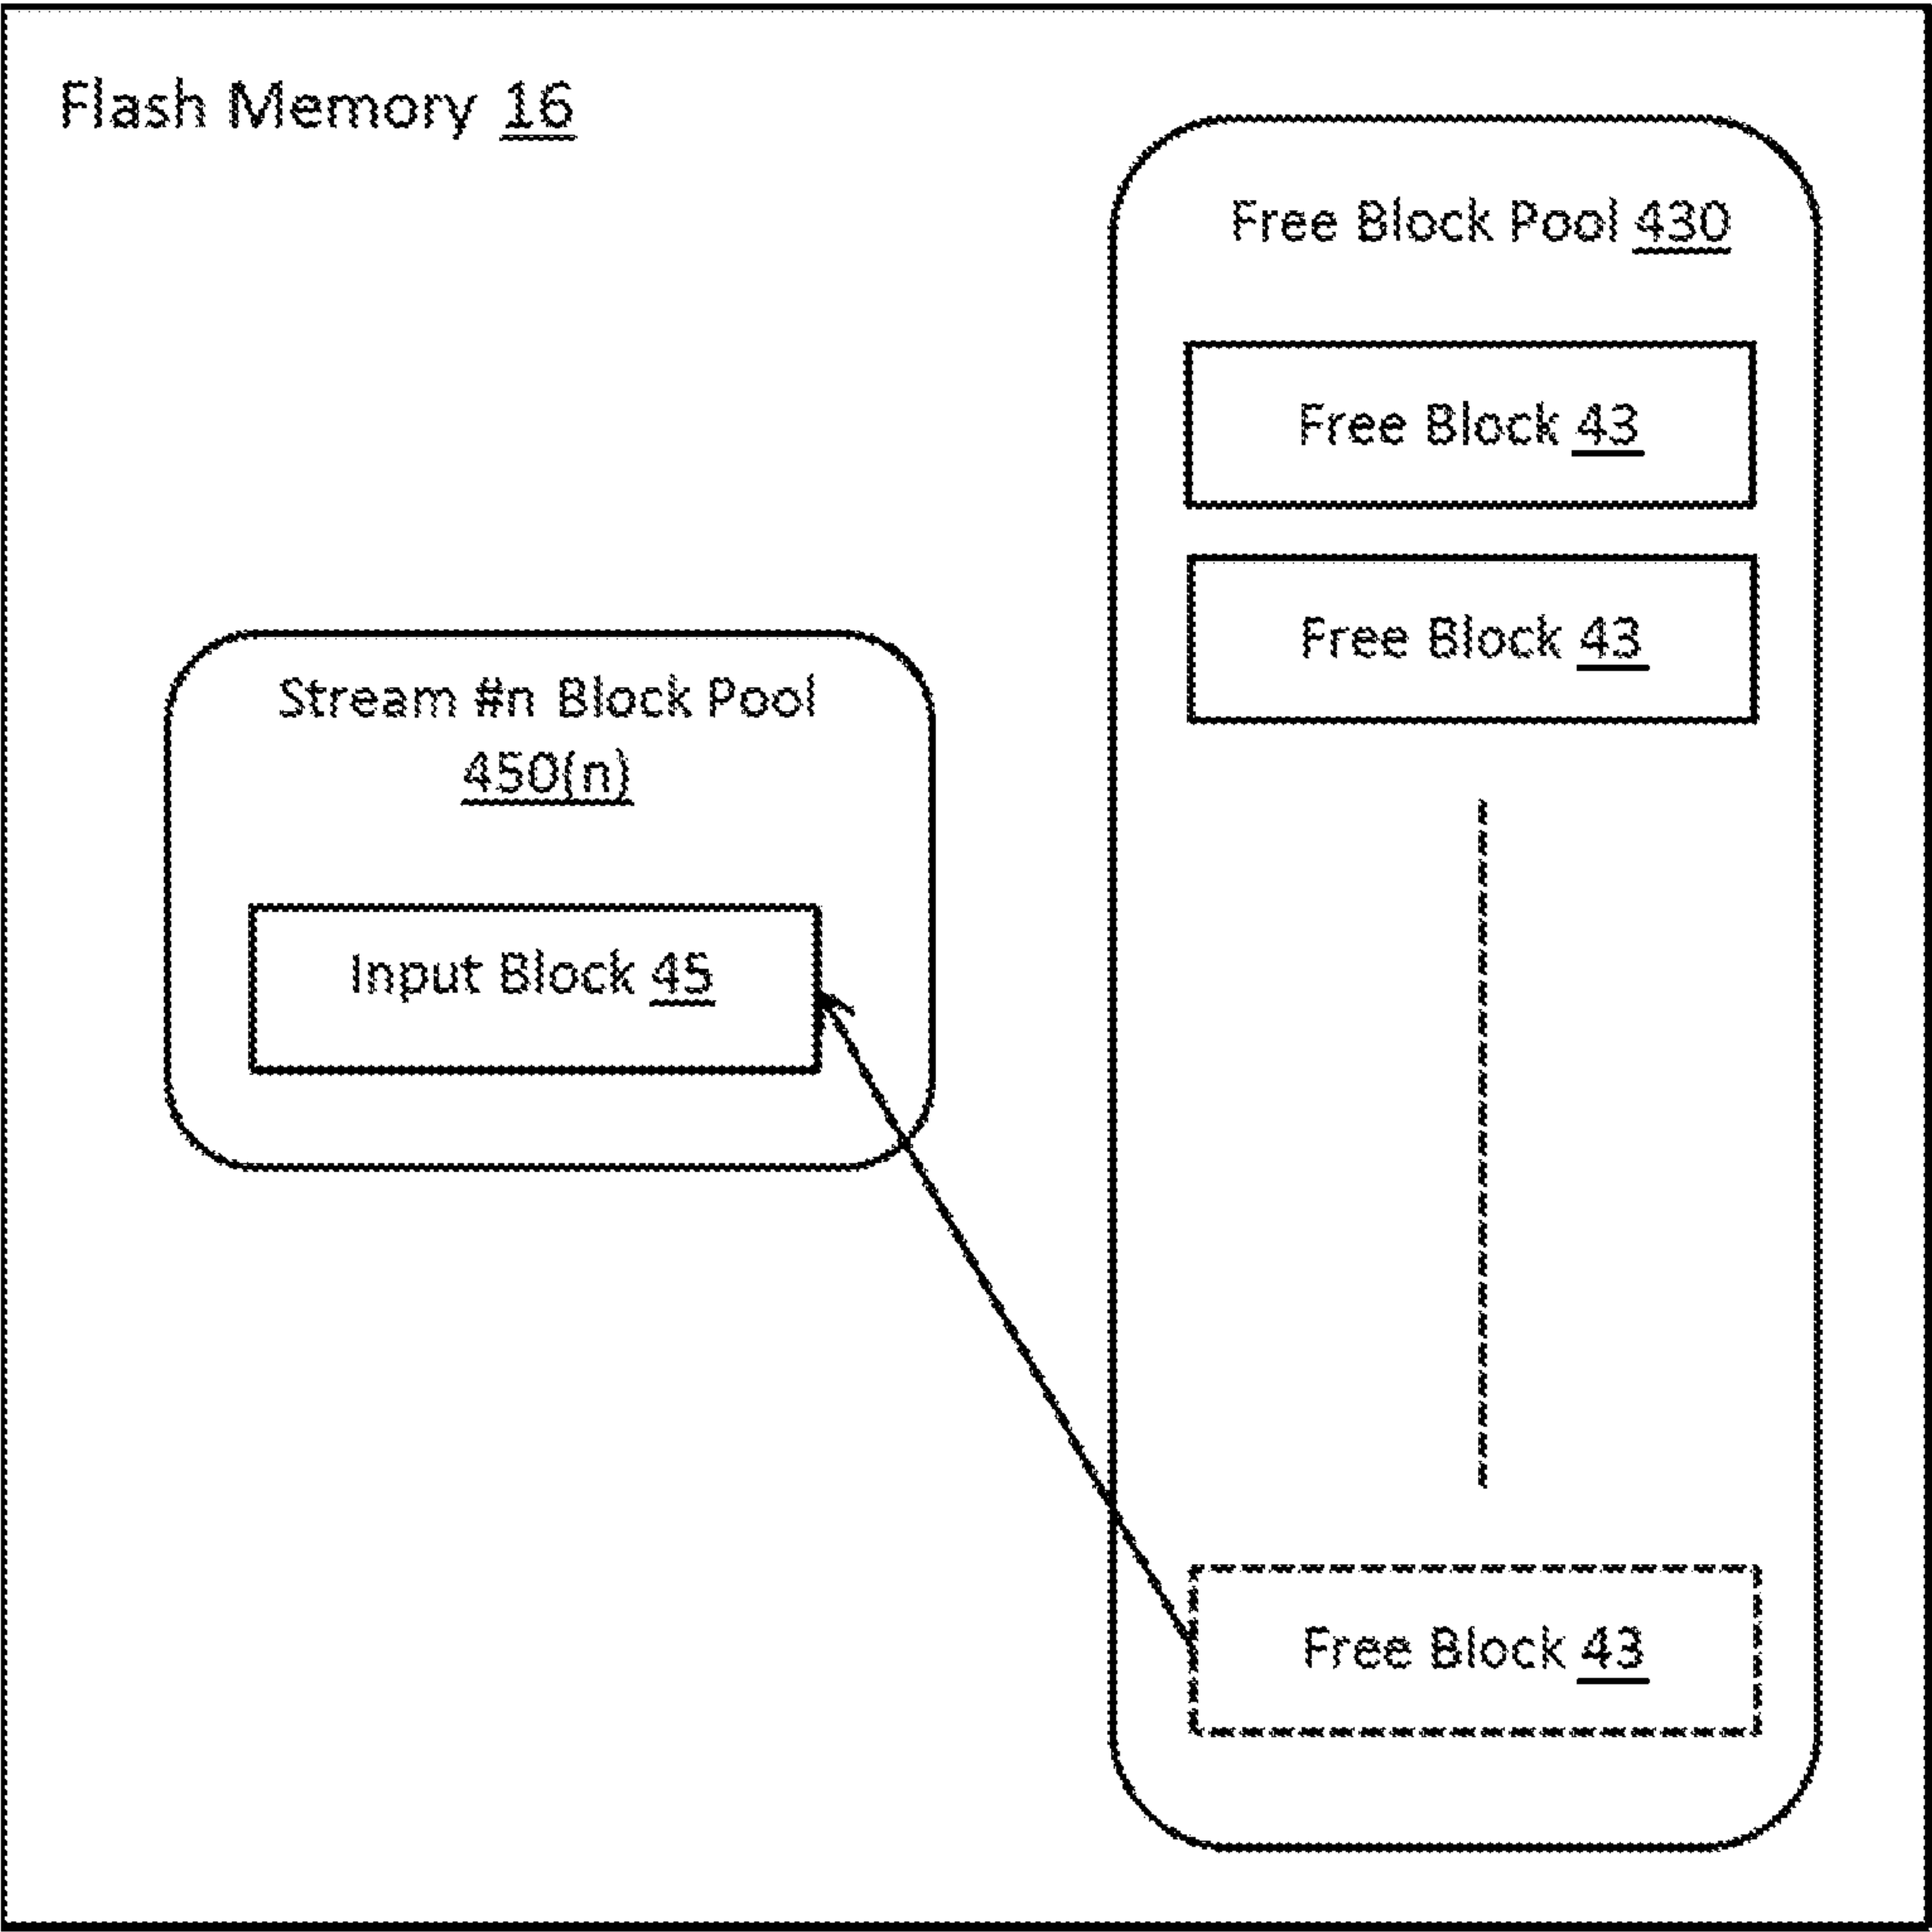 Flash Memory 16
Free Block Pool 430
Free Block 43
Free Block 43
Stream #n Block Pool
450(n)
Input Block 45
Free Block 43